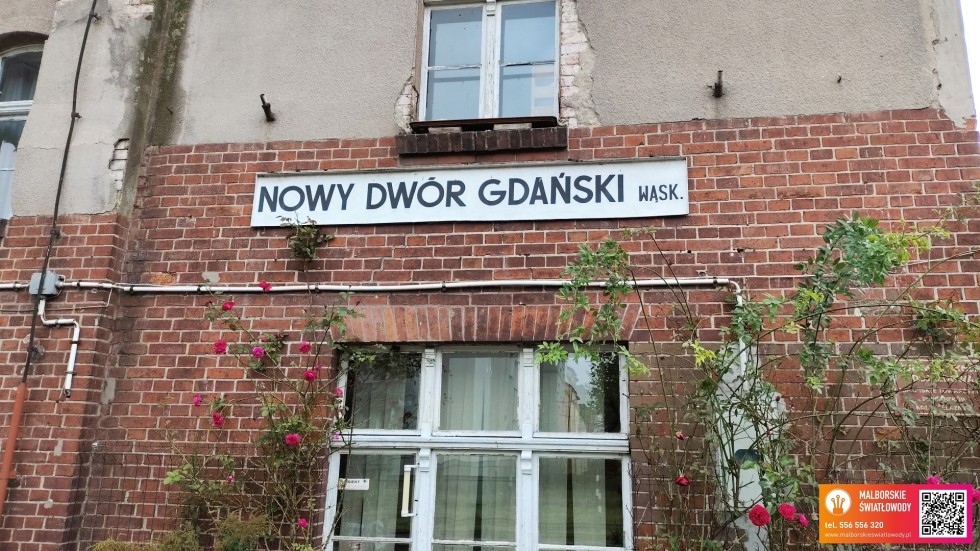 NOWY DWÓR GDAŃSKI WĄSK.
MALBORSKIE
ŚWIATŁOWODY
tel. 556 556 320
www.malborskieswiatlowody.pl